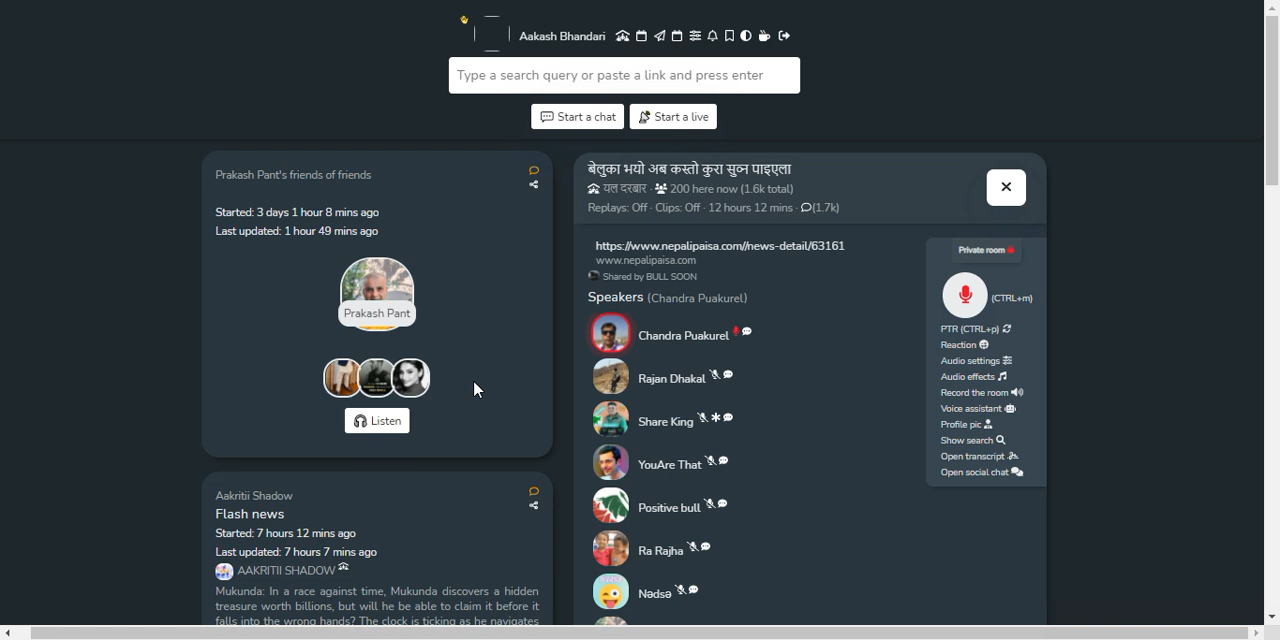 Aakash Bhandari
Type a search query or paste a link and press enter
Start a chat
Start a live
Prakash Pant's friends of friends
Started: 3 days 1 hour 8 mins ago
Last updated: 1 hour 49 mins ago
Prakash Pant
Listen
Aakritii Shadow
Flash news
Started: 7 hours 12 mins ago
Last updated: 7 hours 7 mins ago
AAKRITII SHADOW
Mukunda: In a race against time, Mukunda discovers a hidden
treasure worth billions, but will he be able to claim it before it
falls into the wrong hands? The clock is ticking as he navigates
बेलुका भयो अब कस्तो कुरा सुन्न पाइएला
यल दरबार · 200 here now (1.6k total)
Replays: Off · Clips: Off · 12 hours 12 mins · (1.7k)
https://www.nepalipaisa.com//news-detail/63161
www.nepalipaisa.com
Shared by BULL SOON
Speakers (Chandra Puakurel)
Chandra Puakurel
Rajan Dhakal
Share King
YouAre That
Positive bull
Ra Rajha
Nədsə
Private room
(CTRL+m)
PTR (CTRL+p)
Reaction
Audio settings
Audio effects
Record the room
Voice assistant
Profile pic
Show search
Open transcript
Open social chat